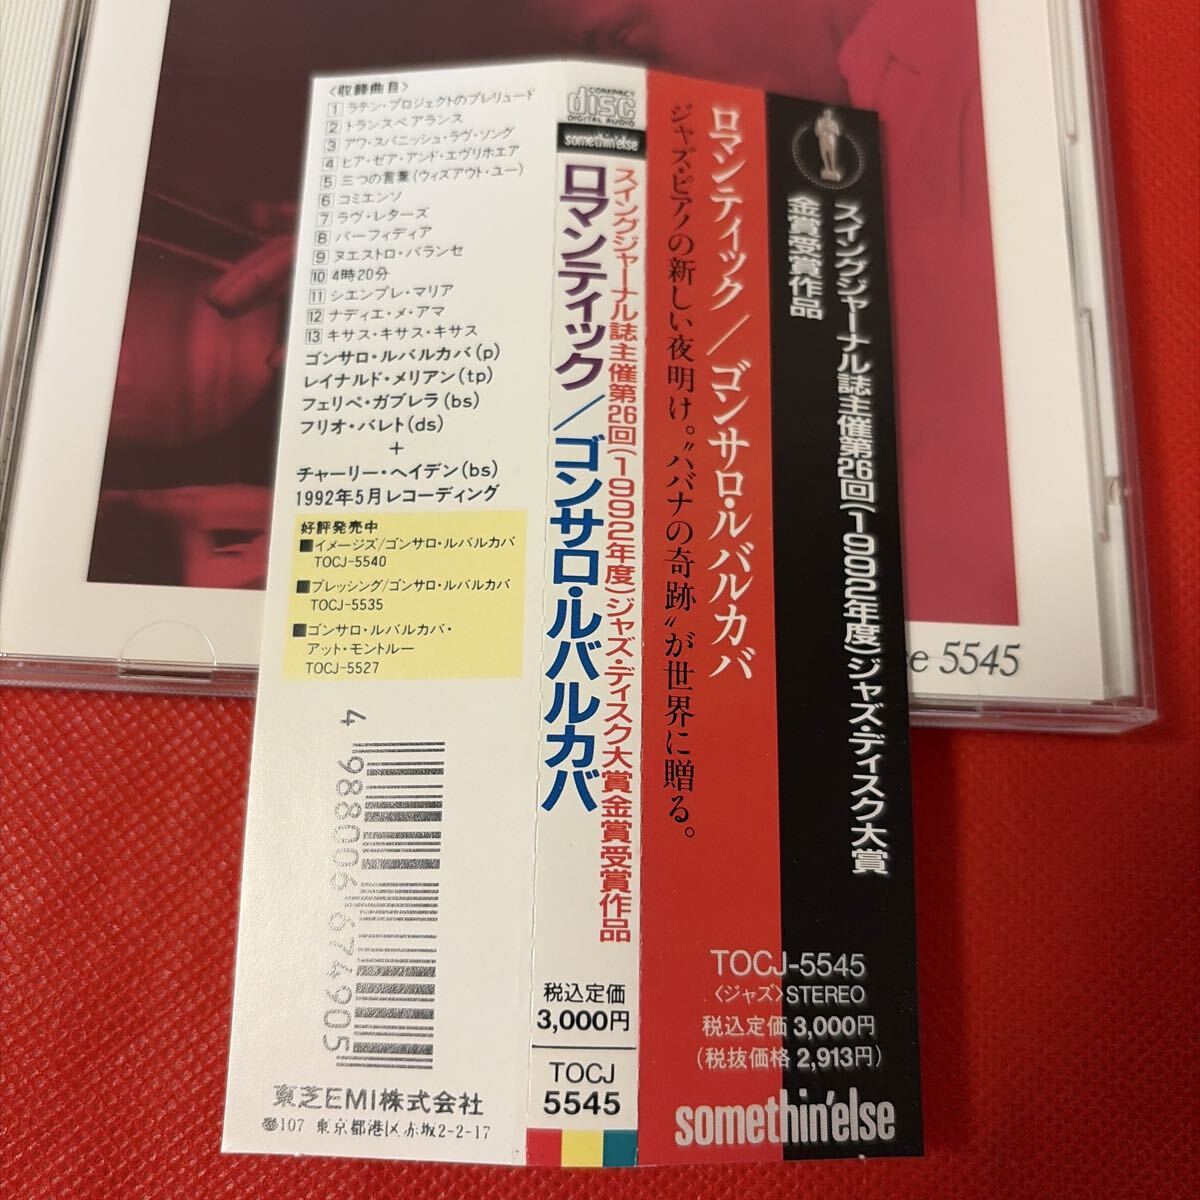 〈収録曲目〉
1 ラテン・プロジェクトのプレリュード
2 トランスペアランス
3 アワ・スパニッシュ・ラヴ・ソング
4 ヒア・ゼア・アンド・エヴリホエア
5 三つの言葉(ウィズアウト・ユー)
6 コミエンソ
7 ラヴ・レターズ
8 パーフィディア
9 ヌエストロ・バランセ
10 4時20分
11 シエンプレ・マリア
12 ナディエ・メ・アマ
13 キサス・キサス・キサス
ゴンサロ・ルバルカバ(p)
レイナルド・メリアン(tp)
フェリペ・ガブレラ(bs)
フリオ・バレト(ds)
+
チャーリー・ヘイデン(bs)
1992年5月レコーディング
好評発売中
■イメージズ/ゴンサロ・ルバルカバ
TOCJ-5540
■ブレッシング/ゴンサロ・ルバルカバ
TOCJ-5535
■ゴンサロ・ルバルカバ・
アット・モントルー
TOCJ-5527
4 988006 674905
東芝EMI株式会社
〒107 東京都港区赤坂2-2-17
COMPACT
disc
DIGITAL AUDIO
somethin'else
スイングジャーナル誌主催第26回(1992年度)ジャズ・ディスク大賞金賞受賞作品
ロマンティック/ゴンサロ・ルバルカバ
税込定価
3,000円
TOCJ
5545
スイングジャーナル誌主催第26回(1992年度)ジャズ・ディスク大賞
金賞受賞作品
ロマンティック/ゴンサロ・ルバルカバ
ジャズ・ピアノの新しい夜明け。〝ハバナの奇跡〟が世界に贈る。
TOCJ-5545
〈ジャズ〉STEREO
税込定価 3,000円
(税抜価格 2,913円)
somethin'else
5545